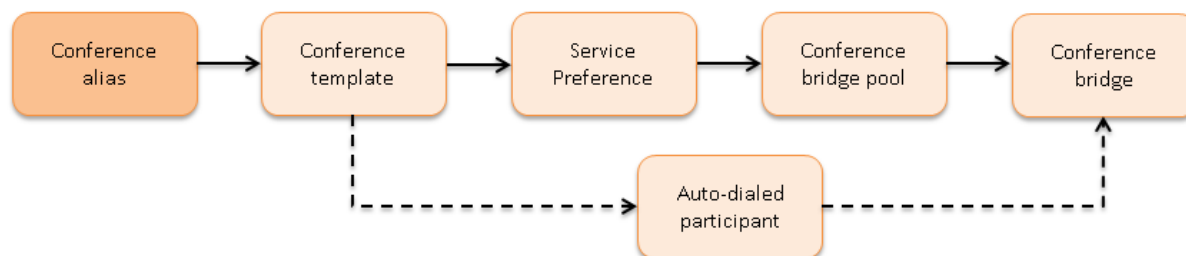 Conference
alias
Conference
template
Service
Preference
Conference
bridge pool
Conference
bridge
Auto-dialed
participant